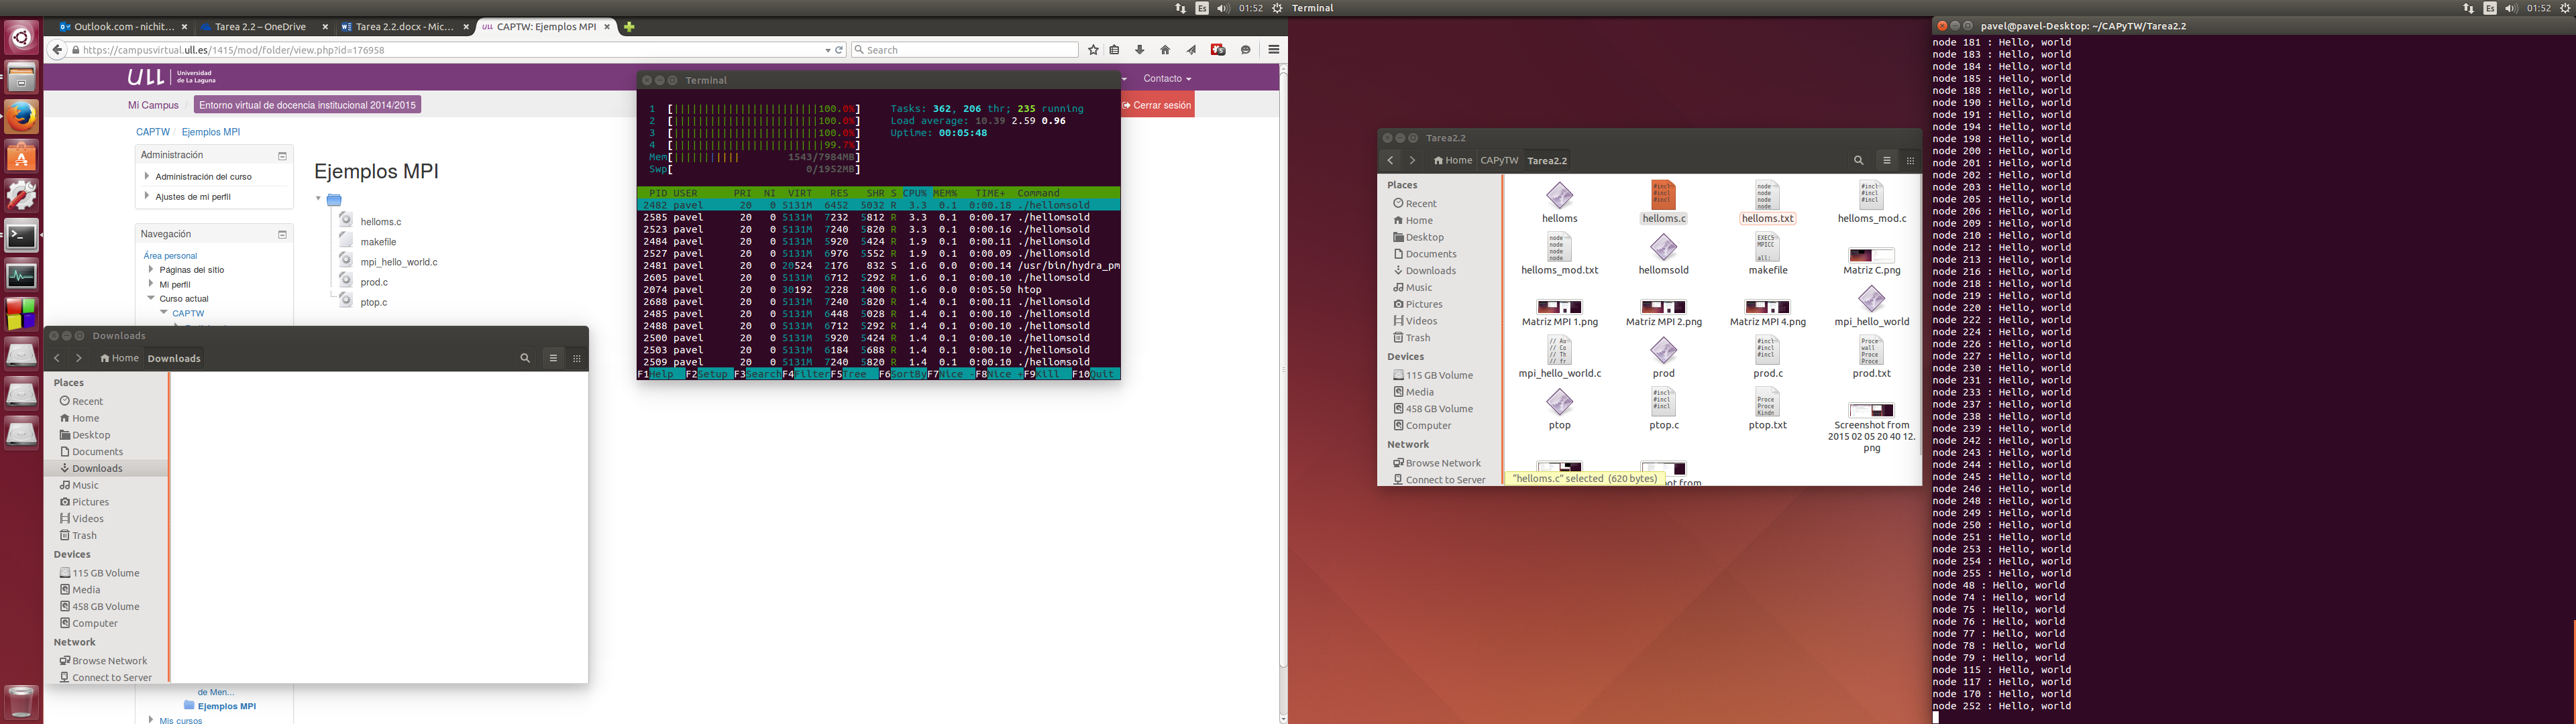 Es 01:52
Terminal
Es 01:52
Outlook.com - nichit...
Tarea 2.2 – OneDrive
Tarea 2.2.docx - Mic...
CAPTW: Ejemplos MPI
https://campusvirtual.ull.es/1415/mod/folder/view.php?id=176958
Search
ULL
Universidad
de La Laguna
Contacto
Mi Campus
Entorno virtual de docencia institucional 2014/2015
Cerrar sesión
CAPTW / Ejemplos MPI
Administración
Administración del curso
Ajustes de mi perfil
Navegación
Área personal
Páginas del sitio
Mi perfil
Curso actual
CAPTW
Ejemplos MPI
helloms.c
makefile
mpi_hello_world.c
prod.c
ptop.c
Downloads
Home Downloads
Places
Recent
Home
Desktop
Documents
Downloads
Music
Pictures
Videos
Trash
Devices
115 GB Volume
Media
458 GB Volume
Computer
Network
Browse Network
Connect to Server
de Men...
Ejemplos MPI
Mis cursos
Terminal
1 [||||||||||||||||||||||||100.0%] Tasks: 362, 206 thr; 235 running
2 [||||||||||||||||||||||||100.0%] Load average: 10.39 2.59 0.96
3 [||||||||||||||||||||||||100.0%] Uptime: 00:05:48
4 [|||||||||||||||||||||||||99.7%]
Mem[||||||||||| 1543/7984MB]
Swp[ 0/1952MB]
PID USER PRI NI VIRT RES SHR S CPU% MEM% TIME+ Command
2482 pavel 20 0 5131M 6452 5032 R 3.3 0.1 0:00.18 ./hellomsold
2585 pavel 20 0 5131M 7232 5812 R 3.3 0.1 0:00.17 ./hellomsold
2523 pavel 20 0 5131M 7240 5820 R 3.3 0.1 0:00.16 ./hellomsold
2484 pavel 20 0 5131M 5920 5424 R 1.9 0.1 0:00.11 ./hellomsold
2527 pavel 20 0 5131M 6976 5552 R 1.9 0.1 0:00.09 ./hellomsold
2481 pavel 20 0 20524 2176 832 S 1.6 0.0 0:00.14 /usr/bin/hydra_pm
2605 pavel 20 0 5131M 6712 5292 R 1.6 0.1 0:00.10 ./hellomsold
2074 pavel 20 0 30192 2228 1400 R 1.6 0.0 0:05.50 htop
2688 pavel 20 0 5131M 7240 5820 R 1.4 0.1 0:00.11 ./hellomsold
2485 pavel 20 0 5131M 6448 5028 R 1.4 0.1 0:00.10 ./hellomsold
2488 pavel 20 0 5131M 6712 5292 R 1.4 0.1 0:00.10 ./hellomsold
2500 pavel 20 0 5131M 5920 5424 R 1.4 0.1 0:00.10 ./hellomsold
2503 pavel 20 0 5131M 6184 5688 R 1.4 0.1 0:00.10 ./hellomsold
2509 pavel 20 0 5131M 7240 5820 R 1.4 0.1 0:00.10 ./hellomsold
F1Help F2Setup F3SearchF4FilterF5Tree F6SortByF7Nice -F8Nice +F9Kill F10Quit
Tarea2.2
Home CAPyTW Tarea2.2
Places
Recent
Home
Desktop
Documents
Downloads
Music
Pictures
Videos
Trash
Devices
115 GB Volume
Media
458 GB Volume
Computer
Network
Browse Network
Connect to Server
helloms
helloms.c
helloms.txt
helloms_mod.c
helloms_mod.txt
hellomsold
makefile
Matriz C.png
Matriz MPI 1.png
Matriz MPI 2.png
Matriz MPI 4.png
mpi_hello_world
mpi_hello_world.c
prod
prod.c
prod.txt
ptop
ptop.c
ptop.txt
Screenshot from
2015 02 05 20 40 12.
png
"helloms.c" selected (620 bytes)
pavel@pavel-Desktop: ~/CAPyTW/Tarea2.2
node 181 : Hello, world
node 183 : Hello, world
node 184 : Hello, world
node 185 : Hello, world
node 188 : Hello, world
node 190 : Hello, world
node 191 : Hello, world
node 194 : Hello, world
node 198 : Hello, world
node 200 : Hello, world
node 201 : Hello, world
node 202 : Hello, world
node 203 : Hello, world
node 205 : Hello, world
node 206 : Hello, world
node 209 : Hello, world
node 210 : Hello, world
node 212 : Hello, world
node 213 : Hello, world
node 216 : Hello, world
node 218 : Hello, world
node 219 : Hello, world
node 220 : Hello, world
node 222 : Hello, world
node 224 : Hello, world
node 226 : Hello, world
node 227 : Hello, world
node 230 : Hello, world
node 231 : Hello, world
node 233 : Hello, world
node 237 : Hello, world
node 238 : Hello, world
node 239 : Hello, world
node 242 : Hello, world
node 243 : Hello, world
node 244 : Hello, world
node 245 : Hello, world
node 246 : Hello, world
node 248 : Hello, world
node 249 : Hello, world
node 250 : Hello, world
node 251 : Hello, world
node 253 : Hello, world
node 254 : Hello, world
node 255 : Hello, world
node 48 : Hello, world
node 74 : Hello, world
node 75 : Hello, world
node 76 : Hello, world
node 77 : Hello, world
node 78 : Hello, world
node 79 : Hello, world
node 115 : Hello, world
node 117 : Hello, world
node 170 : Hello, world
node 252 : Hello, world